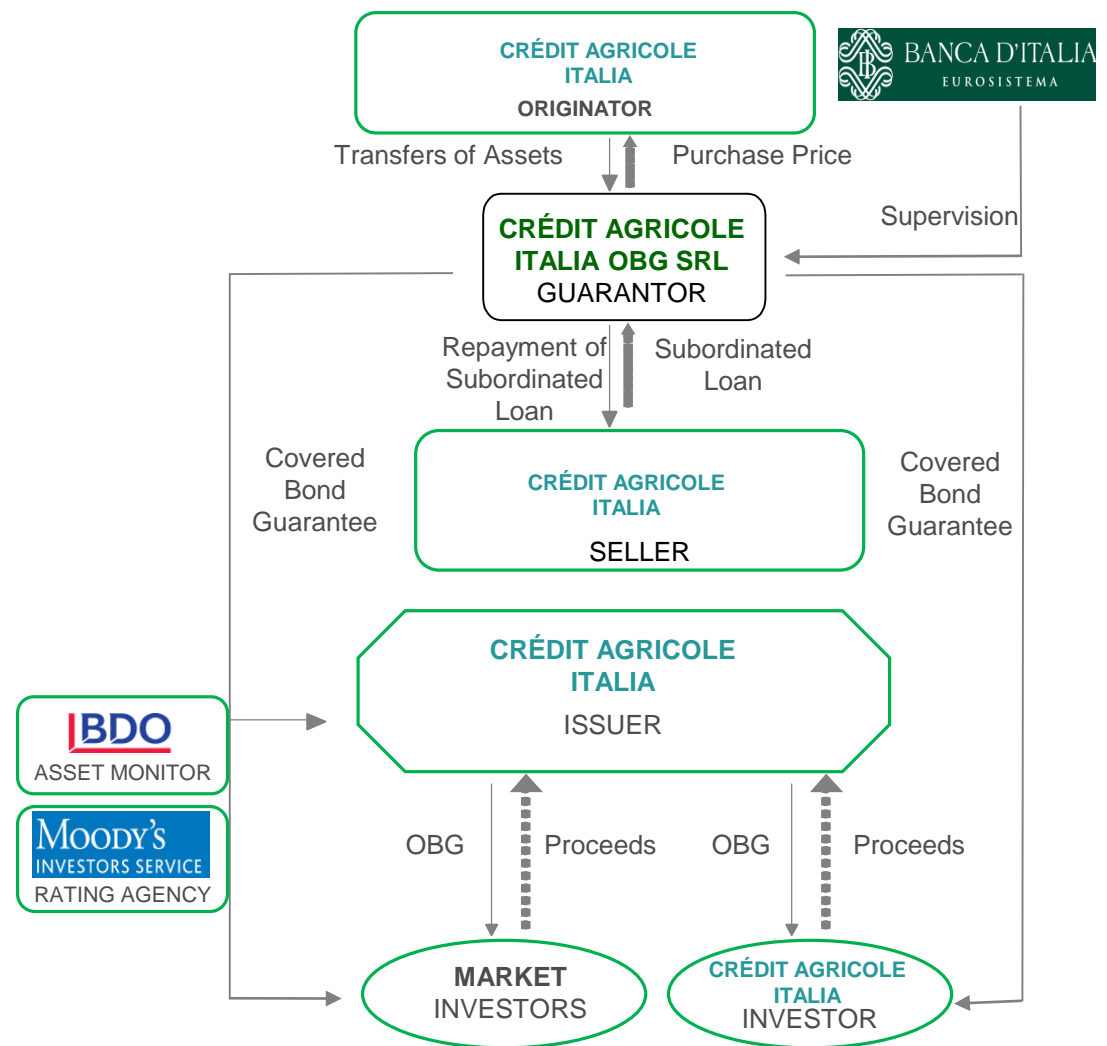 CRÉDIT AGRICOLE
ITALIA
ORIGINATOR
BANCA D'ITALIA
EUROSISTEMA
Transfers of Assets
Purchase Price
Supervision
CRÉDIT AGRICOLE
ITALIA OBG SRL
GUARANTOR
Repayment of
Subordinated
Loan
Subordinated
Loan
Covered
Bond
Guarantee
CRÉDIT AGRICOLE
ITALIA
SELLER
Covered
Bond
Guarantee
CRÉDIT AGRICOLE
ITALIA
ISSUER
BDO
ASSET MONITOR
MOODY'S
INVESTORS SERVICE
RATING AGENCY
OBG
Proceeds
OBG
Proceeds
MARKET
INVESTORS
CRÉDIT AGRICOLE
ITALIA
INVESTOR